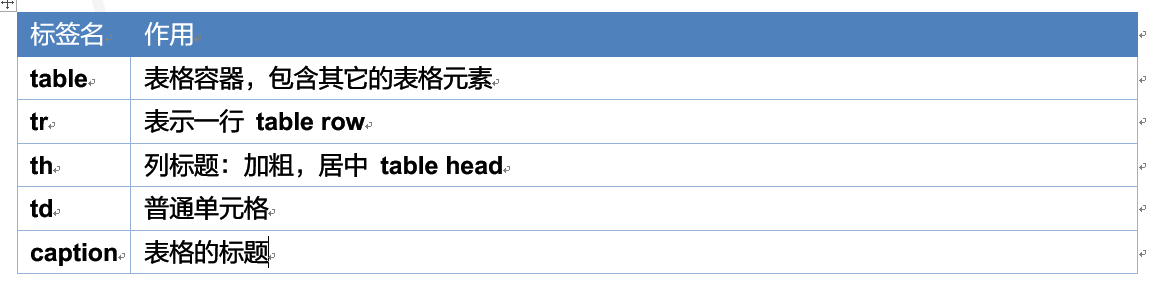 标签名 作用
table 表格容器，包含其它的表格元素
tr 表示一行 table row
th 列标题：加粗，居中 table head
td 普通单元格
caption 表格的标题